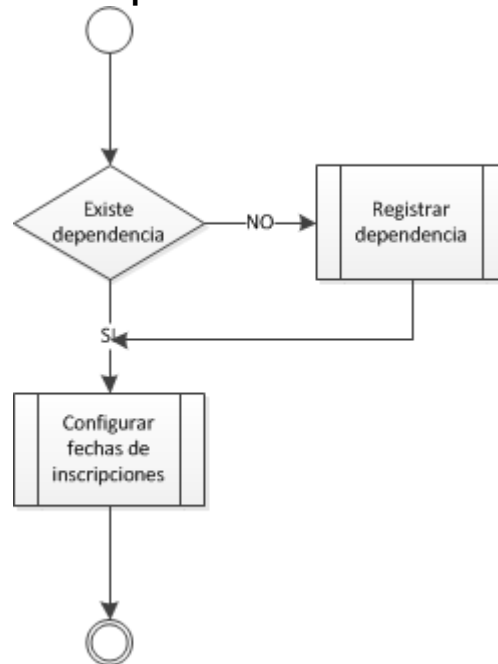 Existe
dependencia
NO
Registrar
dependencia
SI
Configurar
fechas de
inscripciones